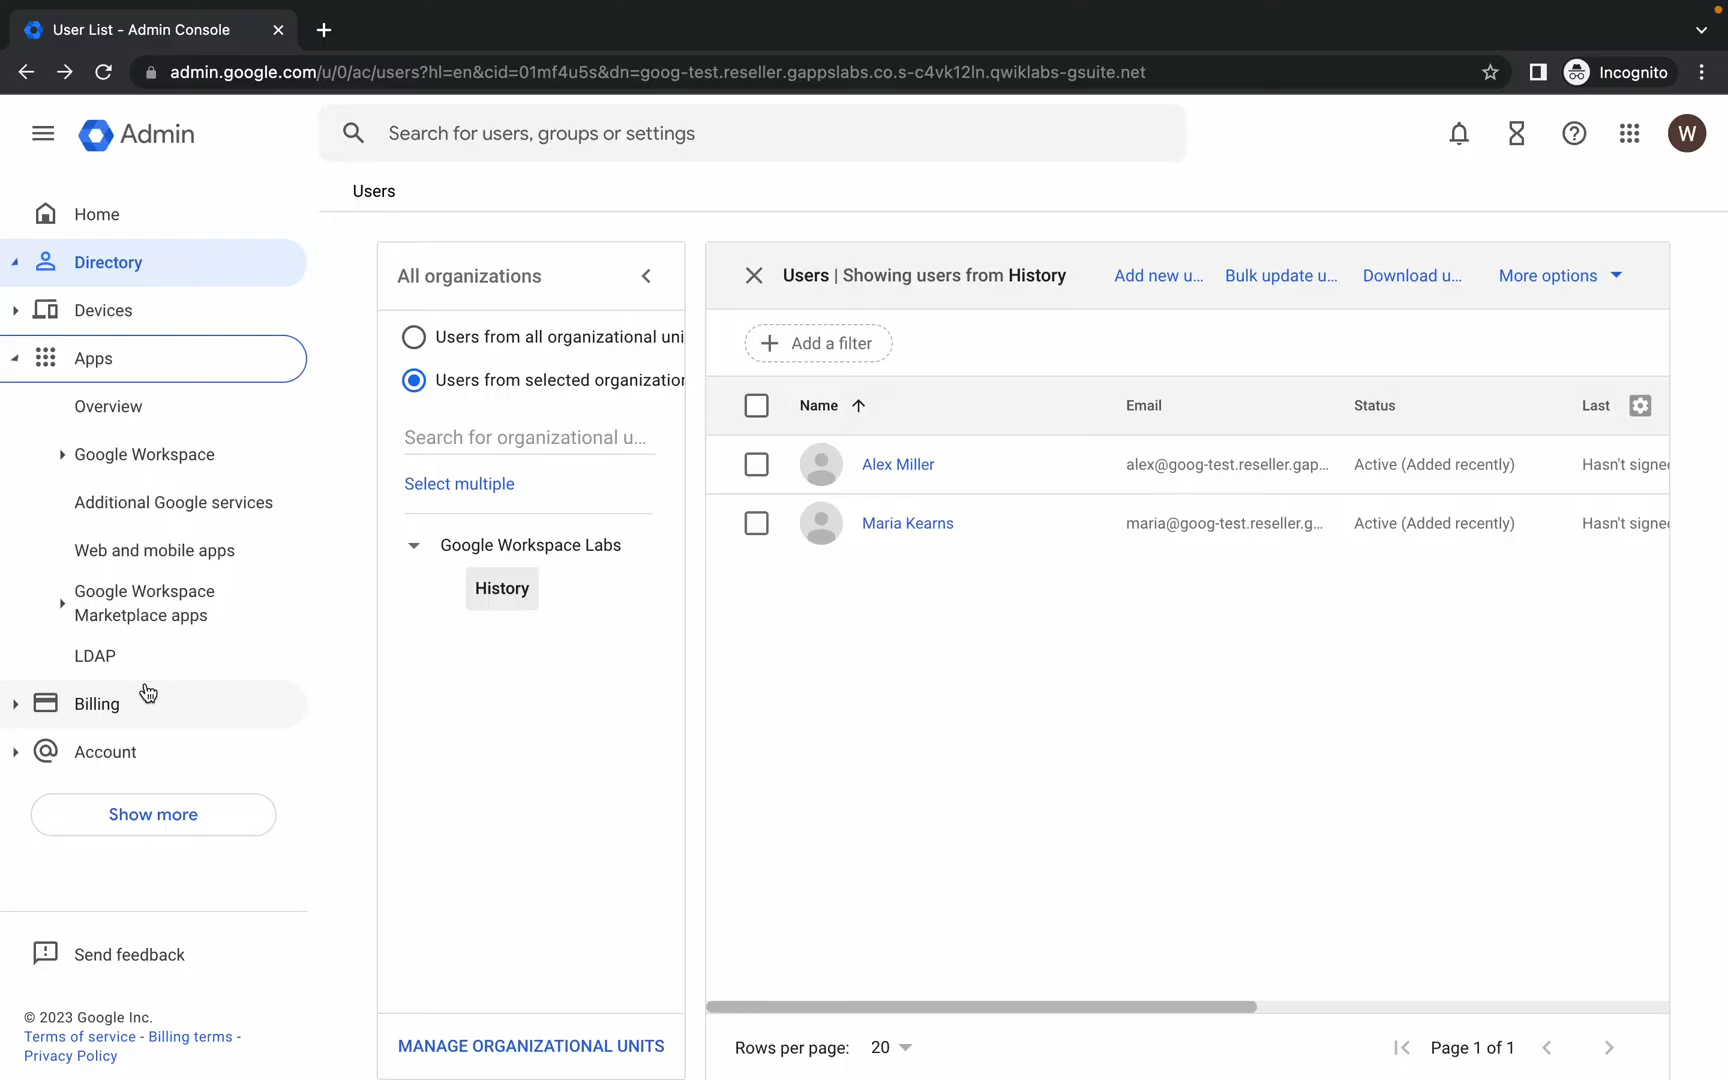 User List - Admin Console
admin.google.com/u/0/ac/users?hl=en&cid=01mf4u5s&dn=goog-test.reseller.gappslabs.co.s-c4vk12ln.qwiklabs-gsuite.net
Incognito
Admin
Search for users, groups or settings
W
Users
Home
Directory
Devices
Apps
Overview
Google Workspace
Additional Google services
Web and mobile apps
Google Workspace
Marketplace apps
LDAP
Billing
Account
Show more
Send feedback
© 2023 Google Inc.
Terms of service - Billing terms -
Privacy Policy
All organizations
Users from all organizational uni
Users from selected organization
Search for organizational u...
Select multiple
Google Workspace Labs
History
MANAGE ORGANIZATIONAL UNITS
Users | Showing users from History
Add new u... Bulk update u... Download u... More options
Add a filter
Name Email Status Last
Alex Miller alex@goog-test.reseller.gap... Active (Added recently) Hasn't signe
Maria Kearns maria@goog-test.reseller.g... Active (Added recently) Hasn't signe
Rows per page: 20 Page 1 of 1